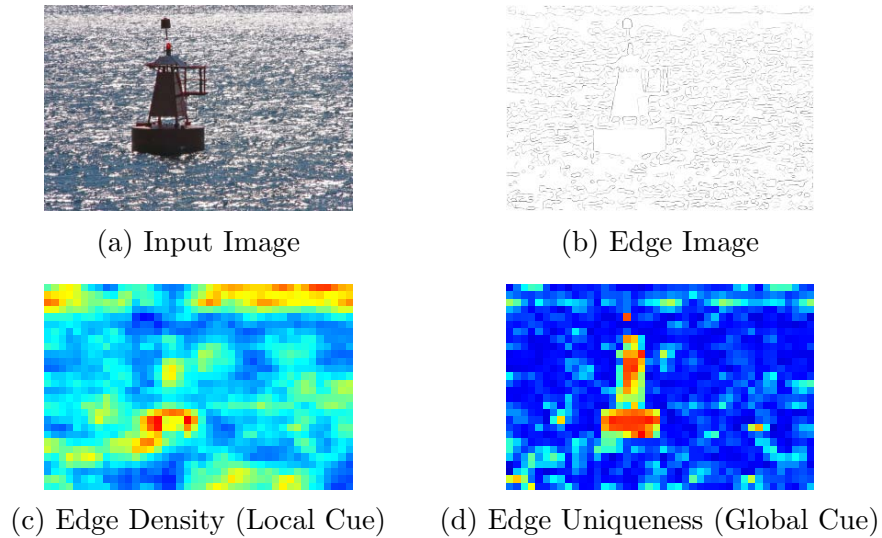 (a) Input Image
(b) Edge Image
(c) Edge Density (Local Cue)
(d) Edge Uniqueness (Global Cue)